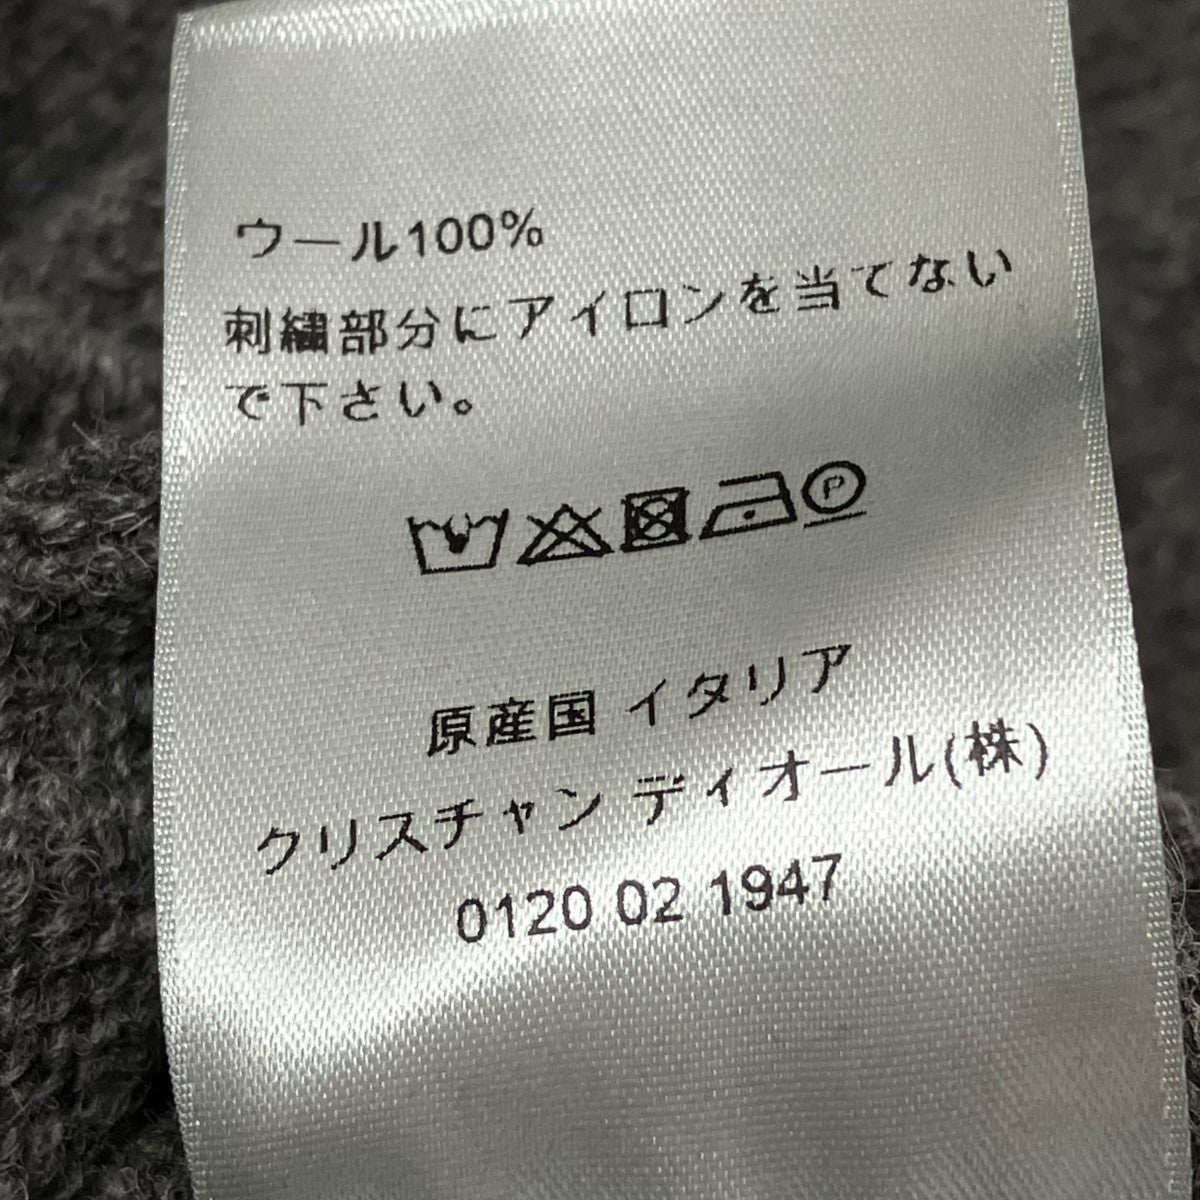 ウール100%
刺繍部分にアイロンを当てない
で下さい。
P
原産国 イタリア
クリスチャン ディオール(株)
0120 02 1947